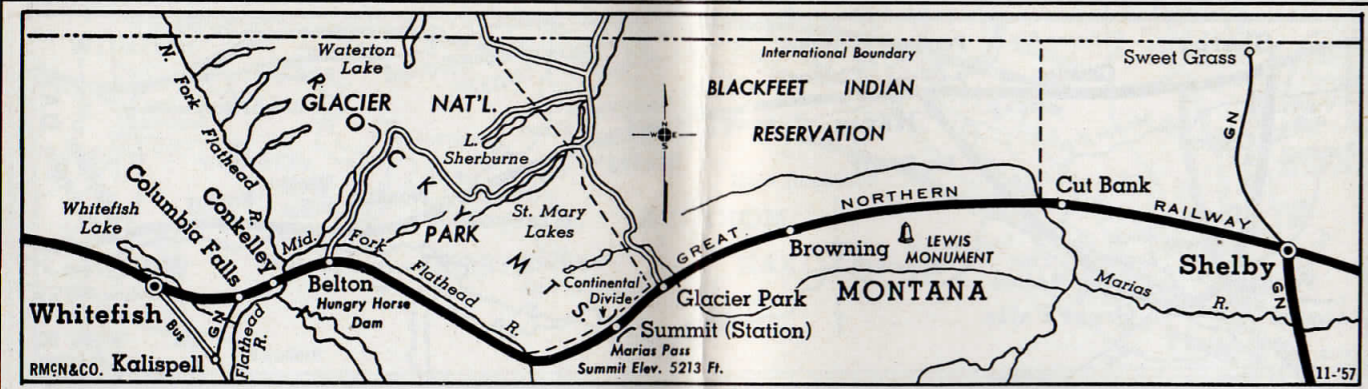 N. Fork Flathead R.
Waterton
Lake
International Boundary
Sweet Grass
GLACIER NAT'L.
PARK
R C K Y M T S.
BLACKFEET INDIAN
RESERVATION
L.
Sherburne
GN
W N E S
Columbia Falls
Conkelley
Whitefish
Lake
St. Mary
Lakes
Mid. Fork Flathead R.
GREAT NORTHERN RAILWAY
Cut Bank
Browning
LEWIS
MONUMENT
Shelby
Belton
Hungry Horse
Dam
Continental
Divide
Glacier Park
MONTANA
Marias R.
GN
Whitefish
Bus
GN
Flathead R.
Summit (Station)
Marias Pass
Summit Elev. 5213 Ft.
Kalispell
RMCN&CO.
11-'57